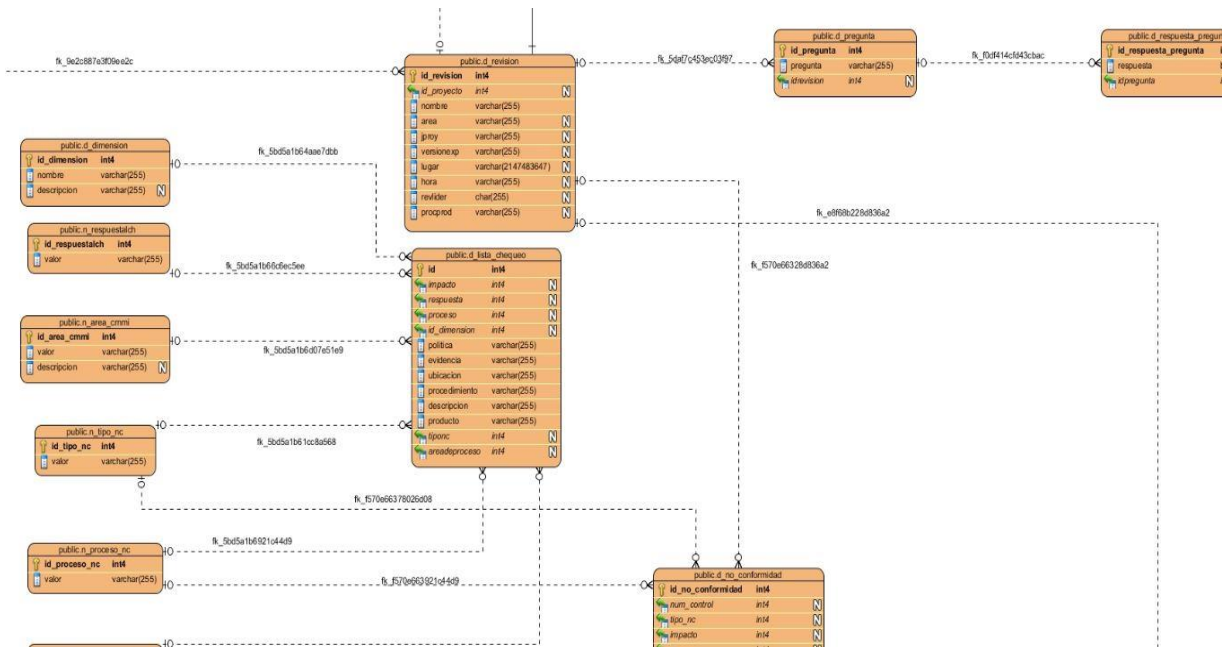 public.d_revision
id_revision int4
id_proyecto int4 N
nombre varchar(255)
area varchar(255) N
jproy varchar(255) N
versionexp varchar(255) N
lugar varchar(2147483647) N
hora varchar(255) N
revlider char(255) N
procprod varchar(255) N
public.d_pregunta
id_pregunta int4
pregunta varchar(255)
idrevision int4 N
public.d_respuesta_pregun
id_respuesta_pregunta
respuesta
idpregunta
fk_9e2c887e3f09ee2c
fk_5daf7c453ec03f97
fk_f0df414cfd43cbac
public.d_dimension
id_dimension int4
nombre varchar(255)
descripcion varchar(255) N
fk_5bd5a1b64aae7dbb
public.n_respuestalch
id_respuestalch int4
valor varchar(255)
fk_5bd5a1b66c6ec5ee
fk_e8f68b228d836a2
fk_f570e66328d836a2
public.d_lista_chequeo
id int4
impacto int4 N
respuesta int4 N
proceso int4 N
id_dimension int4 N
politica varchar(255)
evidencia varchar(255)
ubicacion varchar(255)
procedimiento varchar(255)
descripcion varchar(255)
producto varchar(255)
tiponc int4 N
areadeproceso int4 N
public.n_area_cmmi
id_area_cmmi int4
valor varchar(255)
descripcion varchar(255) N
fk_5bd5a1b6d07e51e9
public.n_tipo_nc
id_tipo_nc int4
valor varchar(255)
fk_5bd5a1b61cc8a568
fk_f570e66378026d08
public.n_proceso_nc
id_proceso_nc int4
valor varchar(255)
fk_5bd5a1b6921c44d9
fk_f570e663921c44d9
public.d_no_conformidad
id_no_conformidad int4
num_control int4 N
tipo_nc int4 N
impacto int4 N